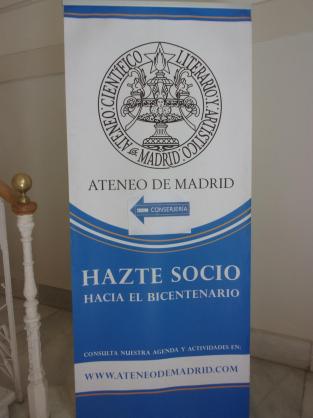 ATENEO CIENTÍFICO LITERARIO Y ARTÍSTICO
DE MADRID
ATENEO DE MADRID
CONSERJERÍA
HAZTE SOCIO
HACIA EL BICENTENARIO
CONSULTA NUESTRA AGENDA Y ACTIVIDADES EN:
WWW.ATENEODEMADRID.COM